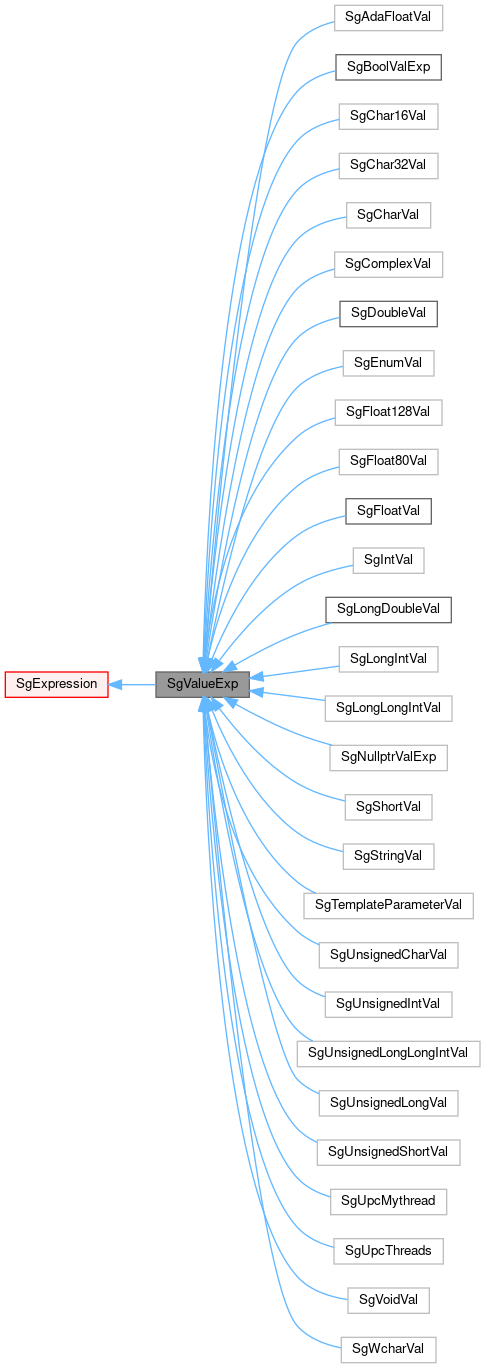 SgAdaFloatVal
SgBoolValExp
SgChar16Val
SgChar32Val
SgCharVal
SgComplexVal
SgDoubleVal
SgEnumVal
SgFloat128Val
SgFloat80Val
SgFloatVal
SgIntVal
SgLongDoubleVal
SgLongIntVal
SgExpression
SgValueExp
SgLongLongIntVal
SgNullptrValExp
SgShortVal
SgStringVal
SgTemplateParameterVal
SgUnsignedCharVal
SgUnsignedIntVal
SgUnsignedLongLongIntVal
SgUnsignedLongVal
SgUnsignedShortVal
SgUpcMythread
SgUpcThreads
SgVoidVal
SgWcharVal